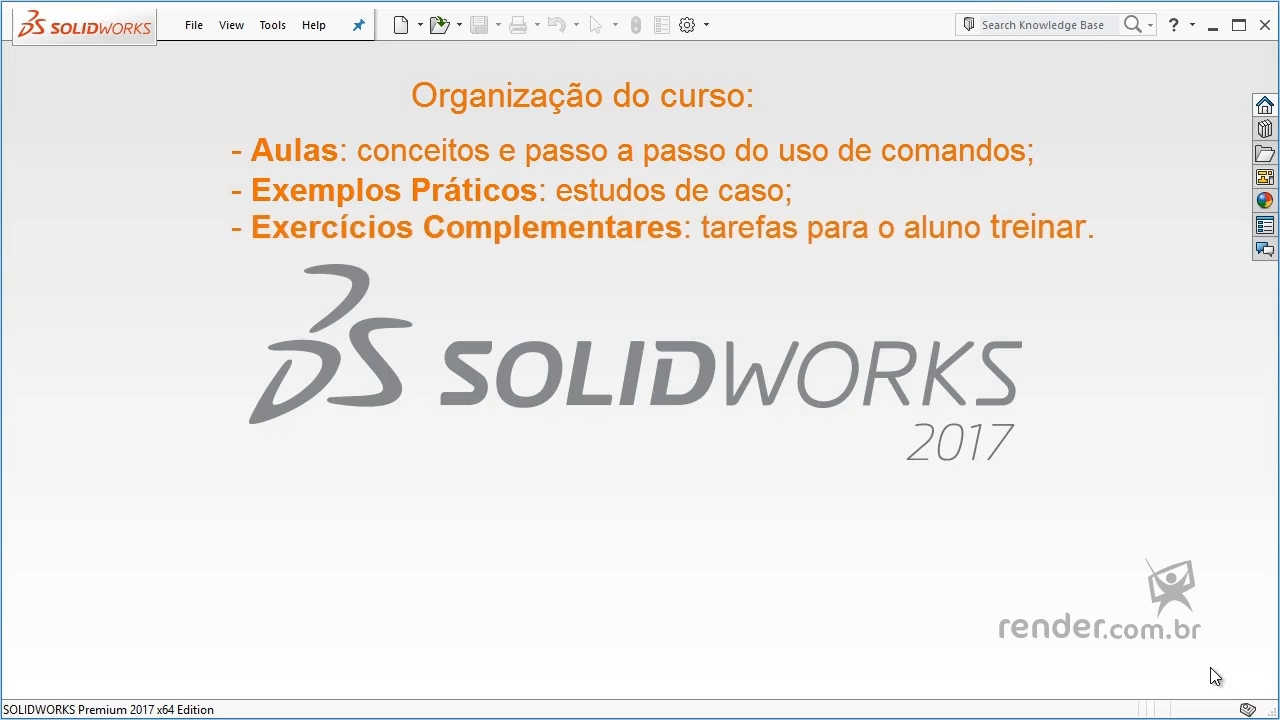 SOLIDWORKS File View Tools Help Search Knowledge Base ?
Organização do curso:
- Aulas: conceitos e passo a passo do uso de comandos;
- Exemplos Práticos: estudos de caso;
- Exercícios Complementares: tarefas para o aluno treinar.
SOLIDWORKS
2017
render.com.br
SOLIDWORKS Premium 2017 x64 Edition